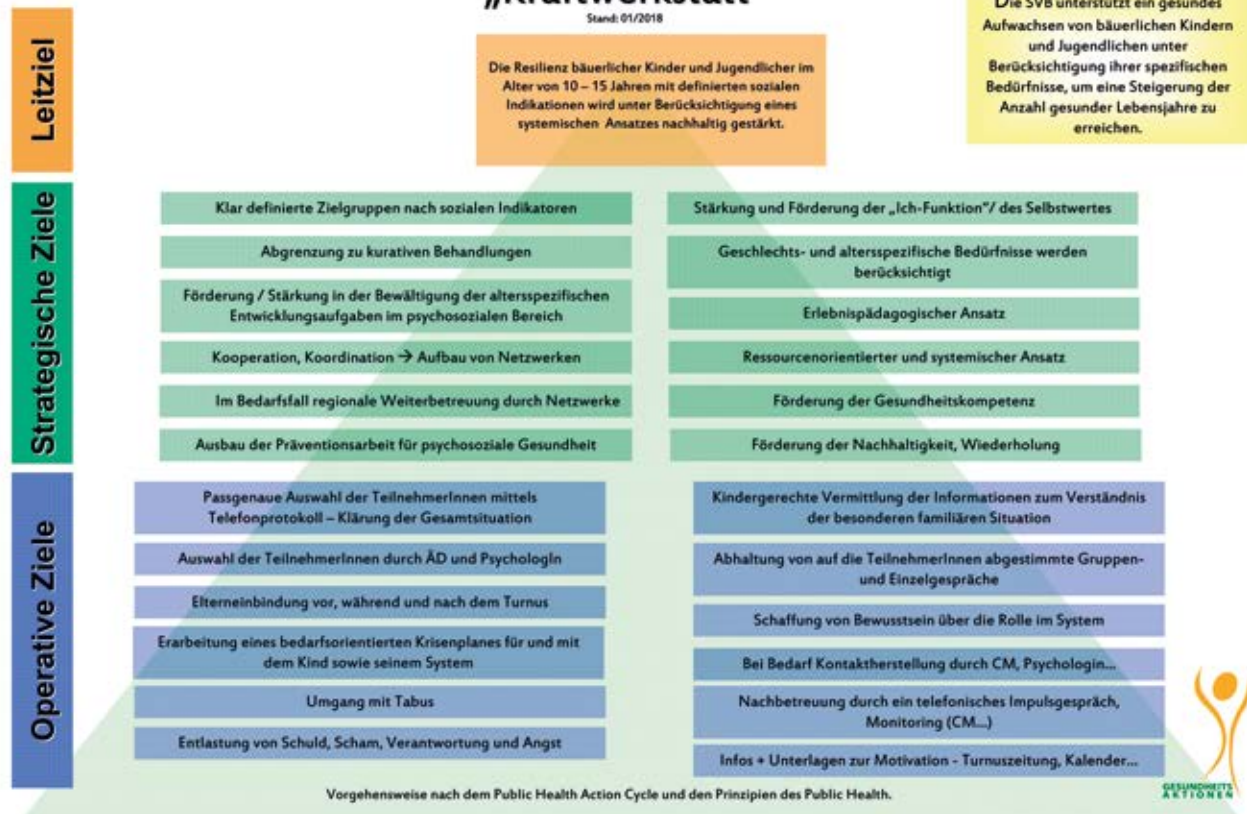 „Kraftwerkstatt"
Stand: 01/2018
Die SVB unterstützt ein gesundes
Aufwachsen von bäuerlichen Kindern
und Jugendlichen unter
Berücksichtigung ihrer spezifischen
Bedürfnisse, um eine Steigerung der
Anzahl gesunder Lebensjahre zu
erreichen.
Leitziel
Die Resilienz bäuerlicher Kinder und Jugendlicher im
Alter von 10 – 15 Jahren mit definierten sozialen
Indikationen wird unter Berücksichtigung eines
systemischen Ansatzes nachhaltig gestärkt.
Strategische Ziele
Klar definierte Zielgruppen nach sozialen Indikatoren
Abgrenzung zu kurativen Behandlungen
Förderung / Stärkung in der Bewältigung der altersspezifischen
Entwicklungsaufgaben im psychosozialen Bereich
Kooperation, Koordination → Aufbau von Netzwerken
Im Bedarfsfall regionale Weiterbetreuung durch Netzwerke
Ausbau der Präventionsarbeit für psychosoziale Gesundheit
Stärkung und Förderung der „Ich-Funktion"/ des Selbstwertes
Geschlechts- und altersspezifische Bedürfnisse werden
berücksichtigt
Erlebnispädagogischer Ansatz
Ressourcenorientierter und systemischer Ansatz
Förderung der Gesundheitskompetenz
Förderung der Nachhaltigkeit, Wiederholung
Operative Ziele
Passgenaue Auswahl der TeilnehmerInnen mittels
Telefonprotokoll – Klärung der Gesamtsituation
Auswahl der TeilnehmerInnen durch ÄD und PsychologIn
Elterneinbindung vor, während und nach dem Turnus
Erarbeitung eines bedarfsorientierten Krisenplanes für und mit
dem Kind sowie seinem System
Umgang mit Tabus
Entlastung von Schuld, Scham, Verantwortung und Angst
Kindergerechte Vermittlung der Informationen zum Verständnis
der besonderen familiären Situation
Abhaltung von auf die TeilnehmerInnen abgestimmte Gruppen-
und Einzelgespräche
Schaffung von Bewusstsein über die Rolle im System
Bei Bedarf Kontaktherstellung durch CM, Psychologin...
Nachbetreuung durch ein telefonisches Impulsgespräch,
Monitoring (CM...)
Infos + Unterlagen zur Motivation - Turnuszeitung, Kalender...
Vorgehensweise nach dem Public Health Action Cycle und den Prinzipien des Public Health.
GESUNDHEITS
AKTIONEN